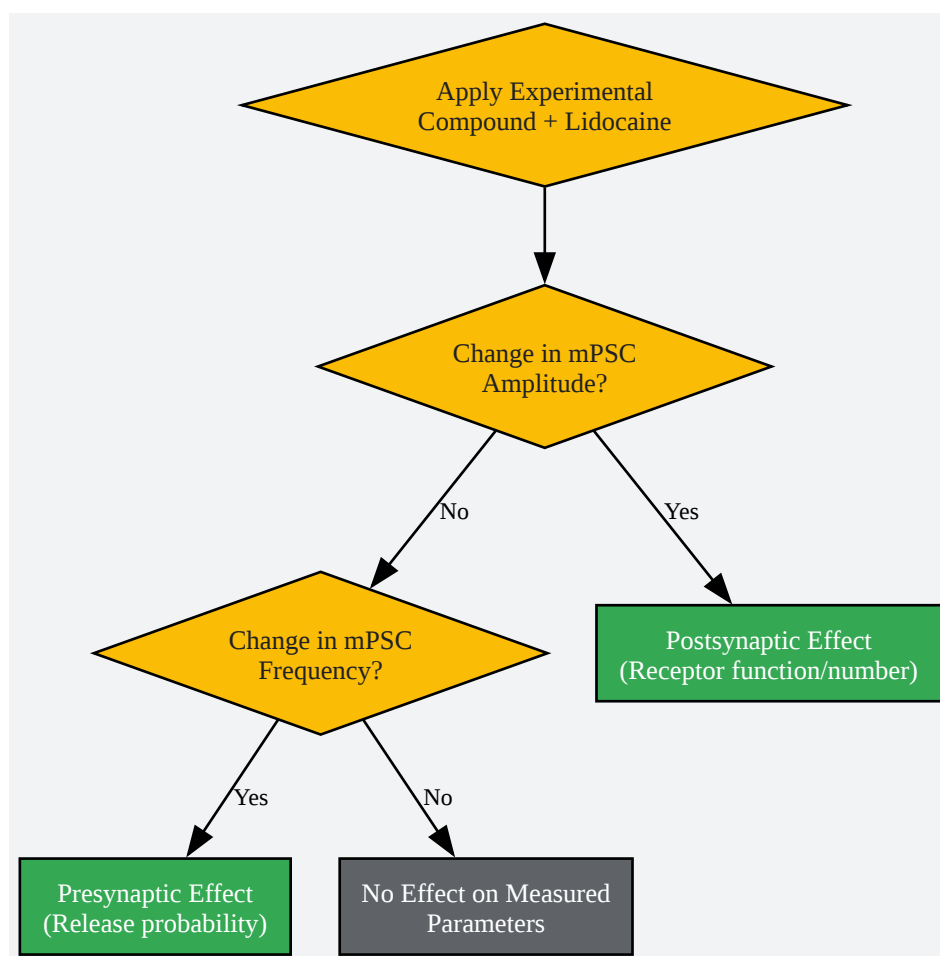 Apply Experimental
Compound + Lidocaine
Change in mPSC
Amplitude?
No
Yes
Change in mPSC
Frequency?
Postsynaptic Effect
(Receptor function/number)
Yes
No
Presynaptic Effect
(Release probability)
No Effect on Measured
Parameters